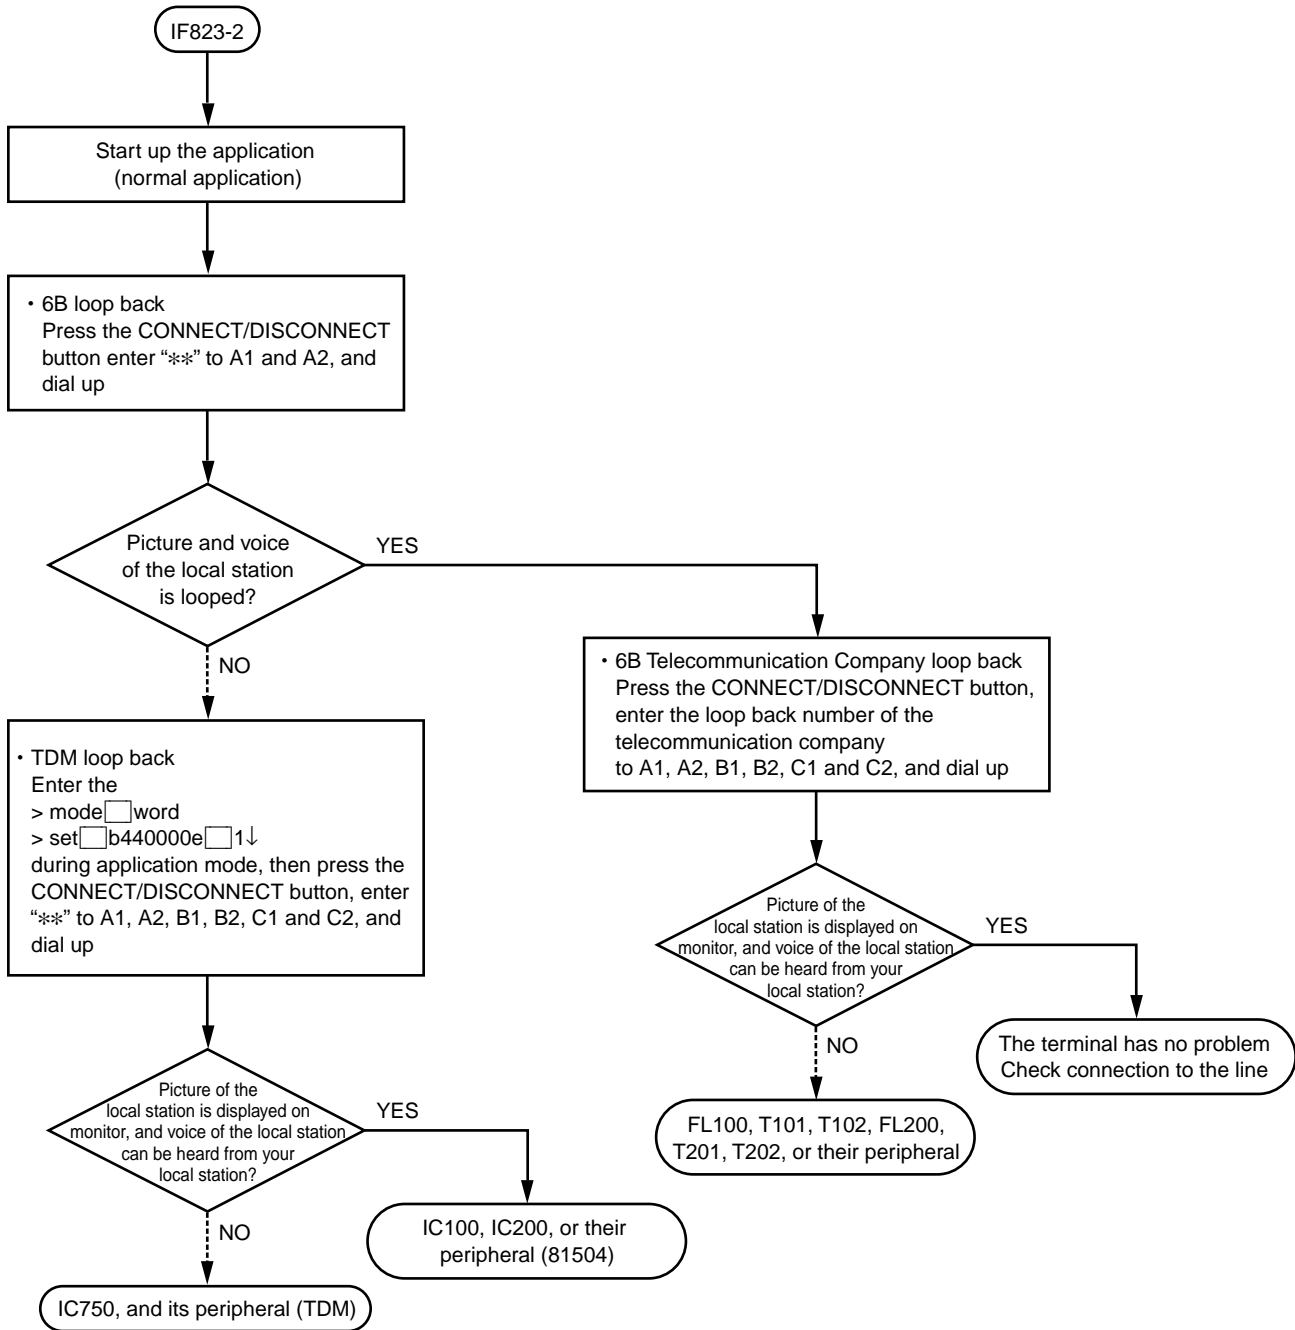 IF823-2
Start up the application
(normal application)
・6B loop back
Press the CONNECT/DISCONNECT
button enter “**” to A1 and A2, and
dial up
Picture and voice
of the local station
is looped?
YES
NO
・6B Telecommunication Company loop back
Press the CONNECT/DISCONNECT button,
enter the loop back number of the
telecommunication company
to A1, A2, B1, B2, C1 and C2, and dial up
・TDM loop back
Enter the
> mode□word
> set□b440000e□1↓
during application mode, then press the
CONNECT/DISCONNECT button, enter
“**” to A1, A2, B1, B2, C1 and C2, and
dial up
Picture of the
local station is displayed on
monitor, and voice of the local station
can be heard from your
local station?
YES
NO
The terminal has no problem
Check connection to the line
FL100, T101, T102, FL200,
T201, T202, or their peripheral
Picture of the
local station is displayed on
monitor, and voice of the local station
can be heard from your
local station?
YES
NO
IC100, IC200, or their
peripheral (81504)
IC750, and its peripheral (TDM)